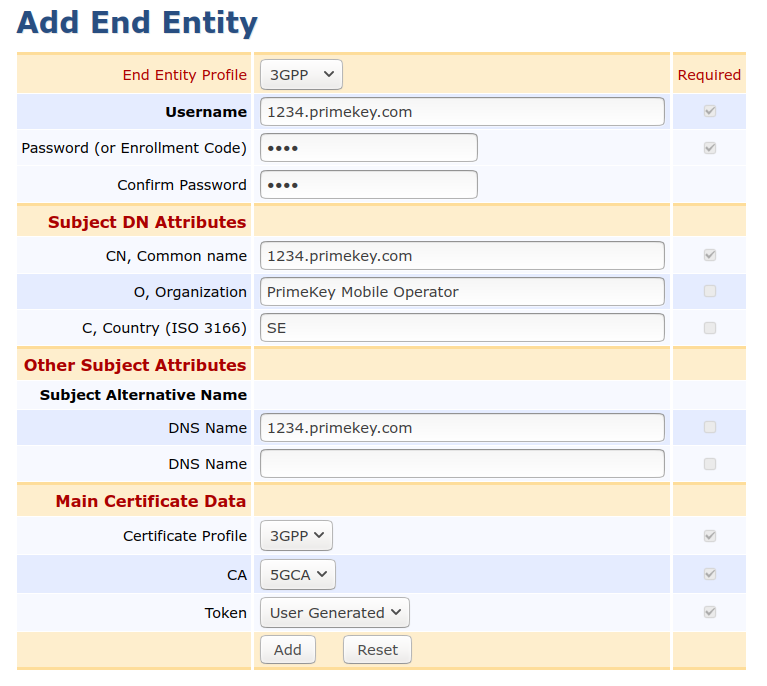 Add End Entity
End Entity Profile 3GPP Required
Username 1234.primekey.com
Password (or Enrollment Code) ••••
Confirm Password ••••
Subject DN Attributes
CN, Common name 1234.primekey.com
O, Organization PrimeKey Mobile Operator
C, Country (ISO 3166) SE
Other Subject Attributes
Subject Alternative Name
DNS Name 1234.primekey.com
DNS Name
Main Certificate Data
Certificate Profile 3GPP
CA 5GCA
Token User Generated
Add Reset